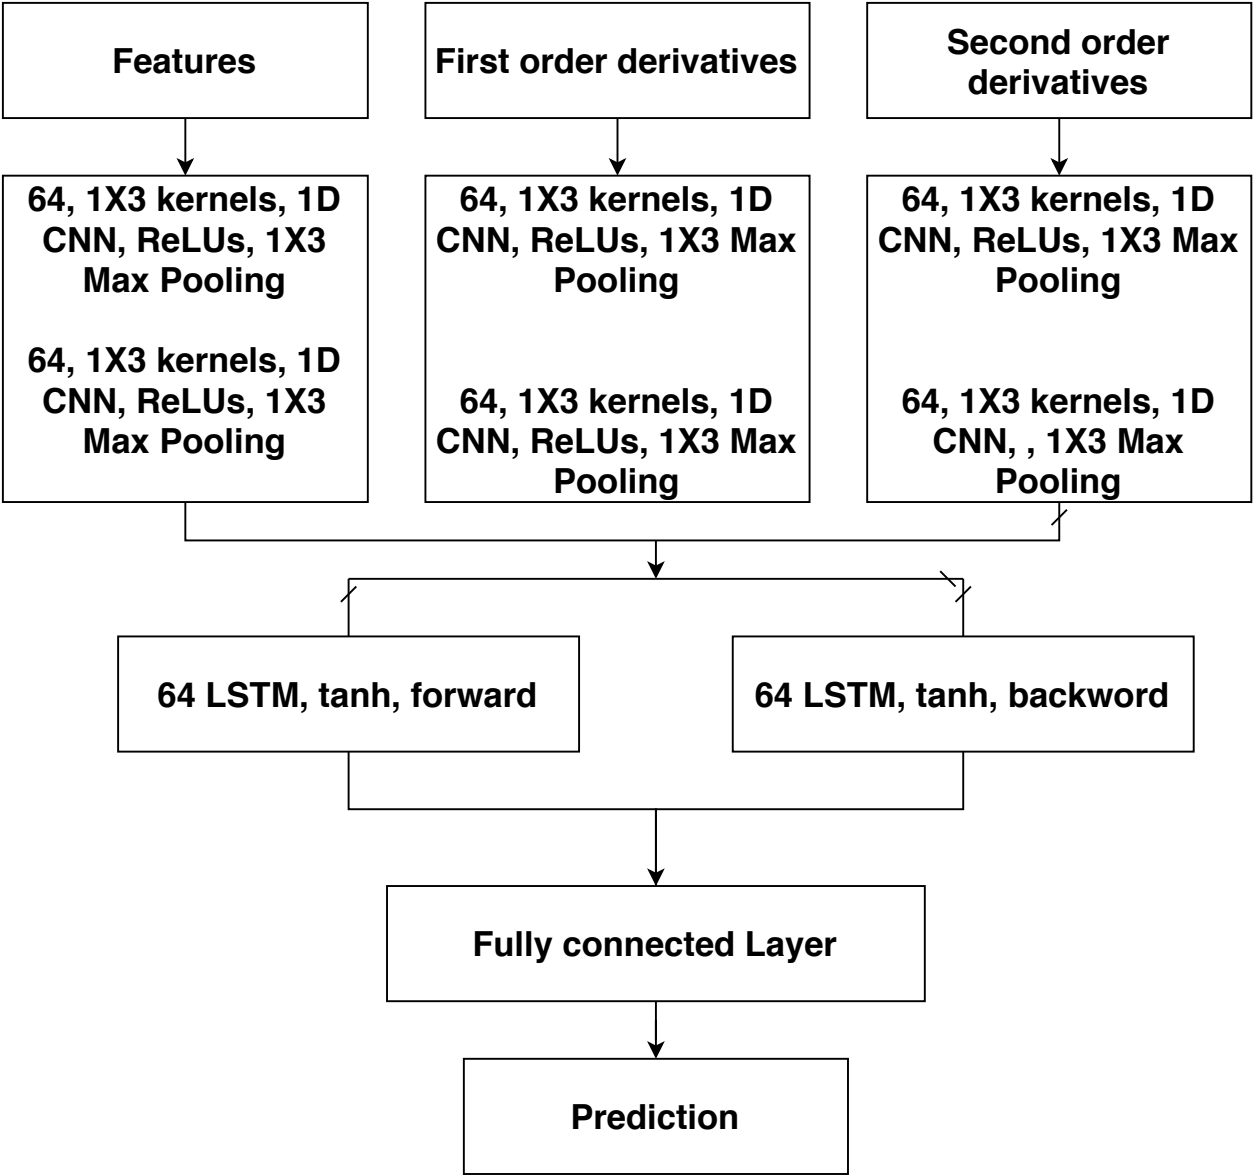 Features
First order derivatives
Second order
derivatives
64, 1X3 kernels, 1D
CNN, ReLUs, 1X3
Max Pooling
64, 1X3 kernels, 1D
CNN, ReLUs, 1X3
Max Pooling
64, 1X3 kernels, 1D
CNN, ReLUs, 1X3 Max
Pooling
64, 1X3 kernels, 1D
CNN, ReLUs, 1X3 Max
Pooling
64, 1X3 kernels, 1D
CNN, ReLUs, 1X3 Max
Pooling
64, 1X3 kernels, 1D
CNN, , 1X3 Max
Pooling
64 LSTM, tanh, forward
64 LSTM, tanh, backword
Fully connected Layer
Prediction